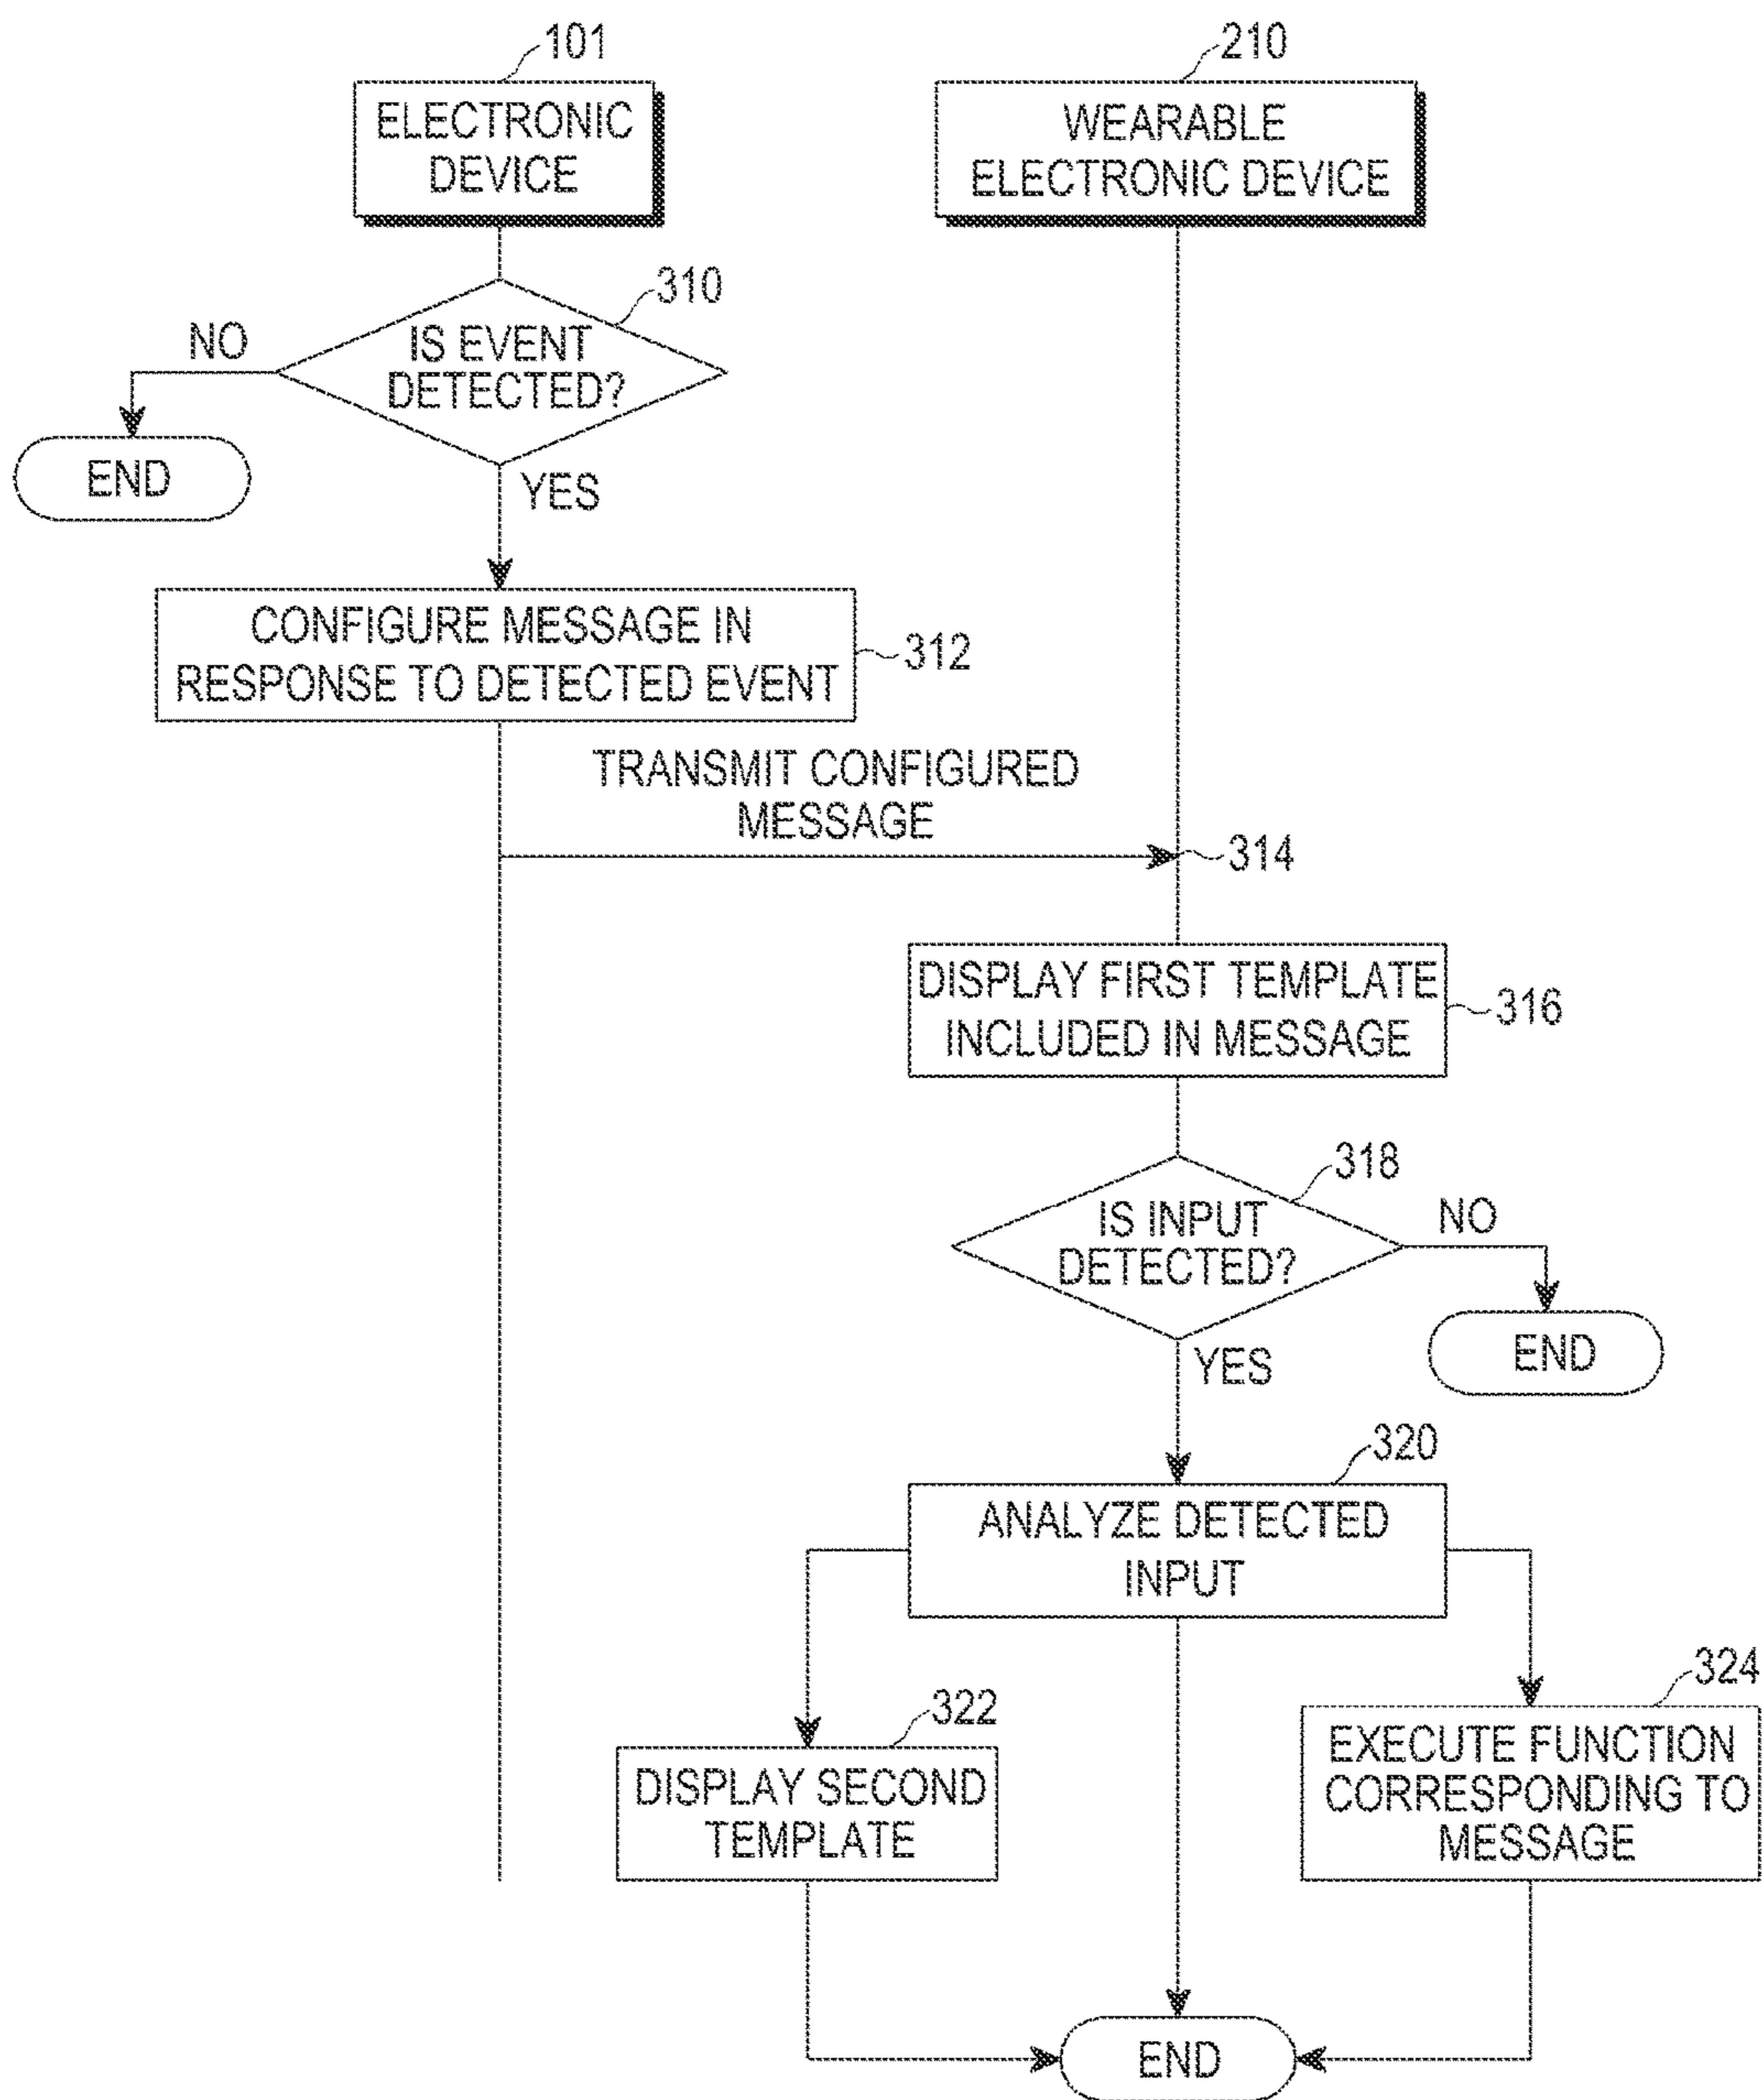 101
210
ELECTRONIC
DEVICE
WEARABLE
ELECTRONIC DEVICE
310
NO
IS EVENT
DETECTED?
END
YES
CONFIGURE MESSAGE IN
RESPONSE TO DETECTED EVENT
312
TRANSMIT CONFIGURED
MESSAGE
314
DISPLAY FIRST TEMPLATE
INCLUDED IN MESSAGE
316
318
IS INPUT
DETECTED?
NO
END
YES
320
ANALYZE DETECTED
INPUT
322
324
DISPLAY SECOND
TEMPLATE
EXECUTE FUNCTION
CORRESPONDING TO
MESSAGE
END